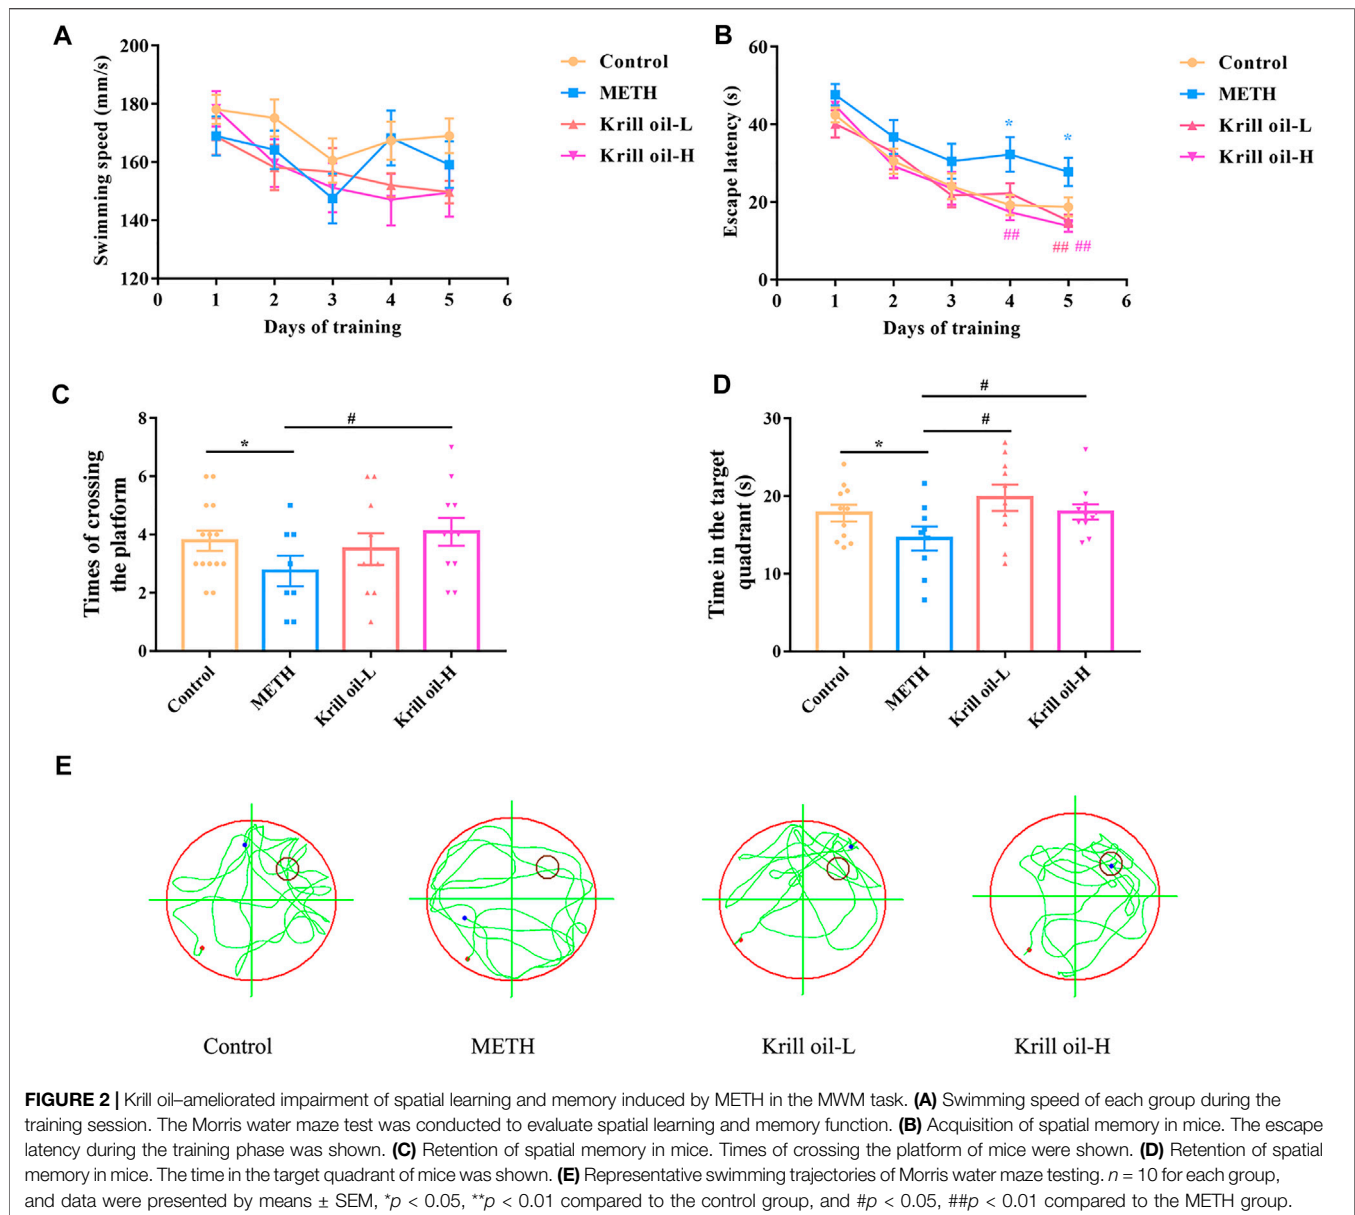 A
Swimming speed (mm/s)
200
180
160
140
120
0
1
2
3
4
5
6
Days of training
Control
METH
Krill oil-L
Krill oil-H
B
Escape latency (s)
60
40
20
0
*
*
##
## ##
0
1
2
3
4
5
6
Days of training
Control
METH
Krill oil-L
Krill oil-H
C
Times of crossing
the platform
8
6
4
2
0
*
#
Control
METH
Krill oil-L
Krill oil-H
D
Time in the target
quadrant (s)
30
20
10
0
*
#
#
Control
METH
Krill oil-L
Krill oil-H
E
Control
METH
Krill oil-L
Krill oil-H
FIGURE 2 | Krill oil–ameliorated impairment of spatial learning and memory induced by METH in the MWM task. (A) Swimming speed of each group during the
training session. The Morris water maze test was conducted to evaluate spatial learning and memory function. (B) Acquisition of spatial memory in mice. The escape
latency during the training phase was shown. (C) Retention of spatial memory in mice. Times of crossing the platform of mice were shown. (D) Retention of spatial
memory in mice. The time in the target quadrant of mice was shown. (E) Representative swimming trajectories of Morris water maze testing. n = 10 for each group,
and data were presented by means ± SEM, *p < 0.05, **p < 0.01 compared to the control group, and #p < 0.05, ##p < 0.01 compared to the METH group.